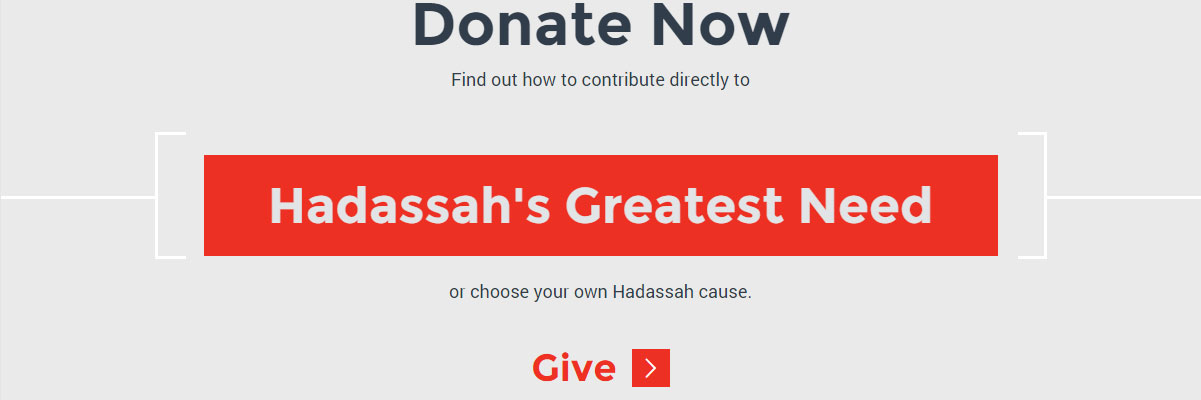 Donate Now
Find out how to contribute directly to
Hadassah's Greatest Need
or choose your own Hadassah cause.
Give